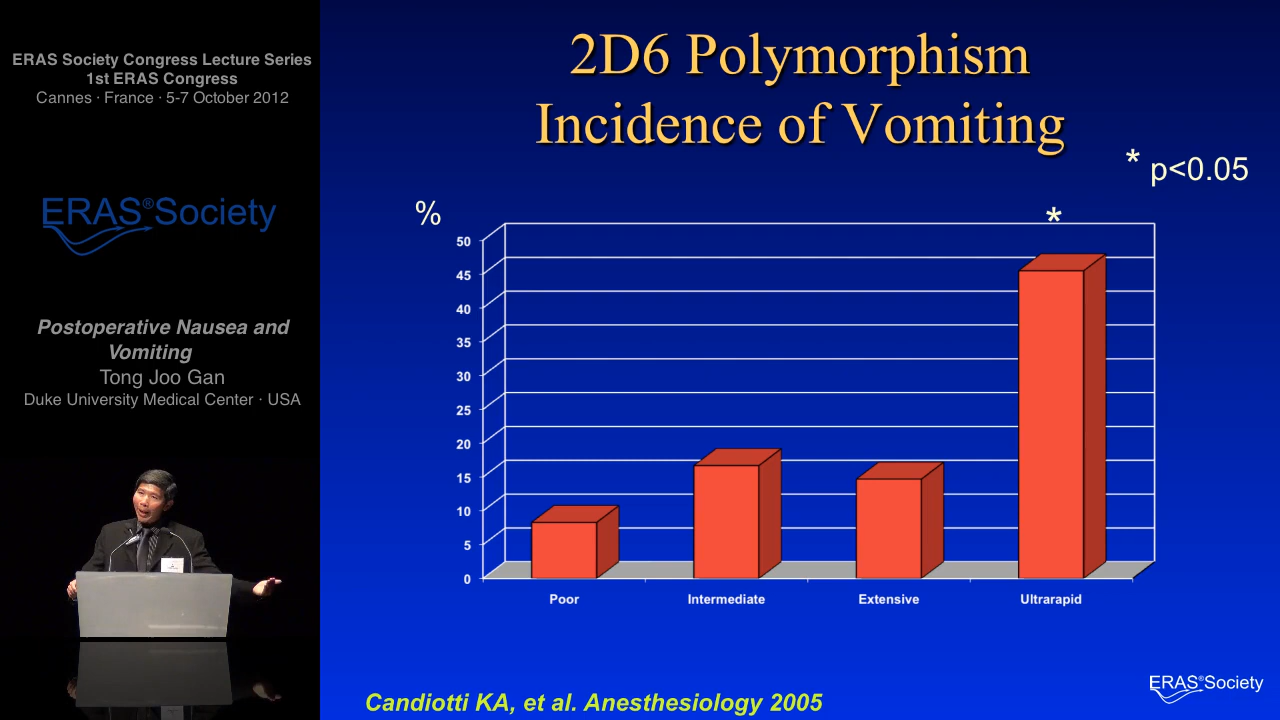 ERAS Society Congress Lecture Series
1st ERAS Congress
Cannes · France · 5-7 October 2012
ERAS®Society
Postoperative Nausea and
Vomiting
Tong Joo Gan
Duke University Medical Center · USA
2D6 Polymorphism
Incidence of Vomiting
* p<0.05
%
*
50
45
40
35
30
25
20
15
10
5
0
Poor Intermediate Extensive Ultrarapid
Candiotti KA, et al. Anesthesiology 2005
ERAS®Society